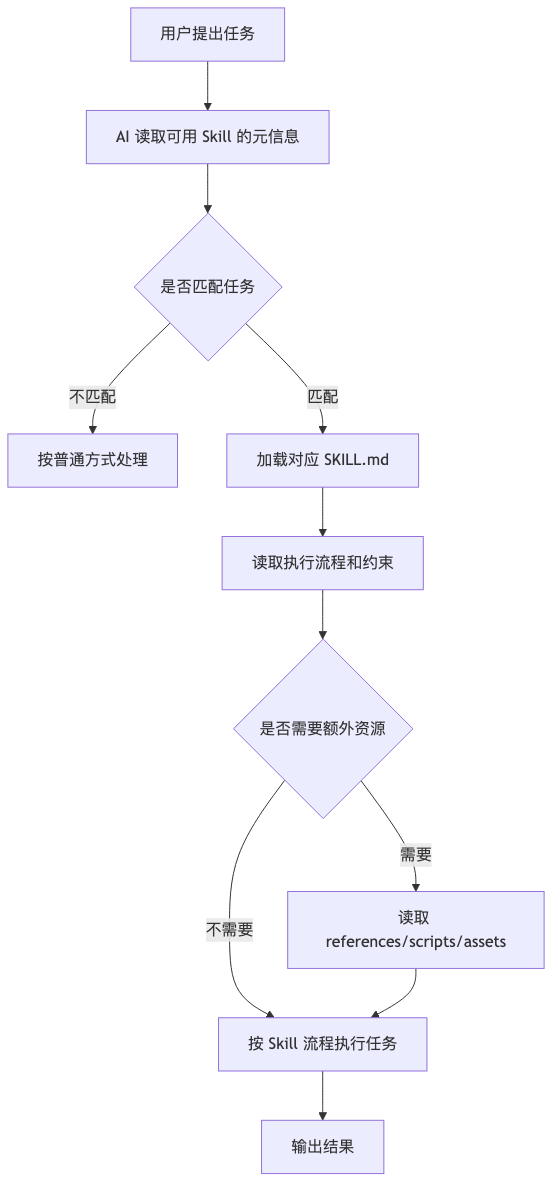 用户提出任务
AI 读取可用 Skill 的元信息
是否匹配任务
不匹配
匹配
按普通方式处理
加载对应 SKILL.md
读取执行流程和约束
是否需要额外资源
需要
不需要
读取
references/scripts/assets
按 Skill 流程执行任务
输出结果